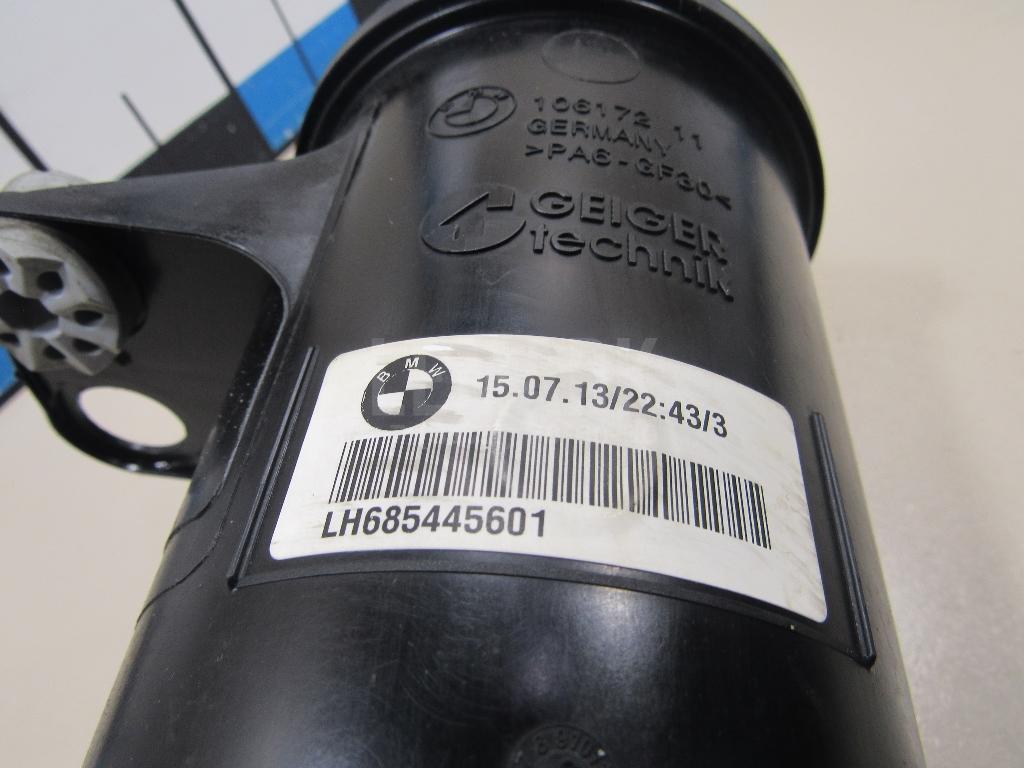 106172 11
GERMANY
>PA6-GF30<
GEIGER
technik
BMW
15.07.13/22:43/3
LH685445601